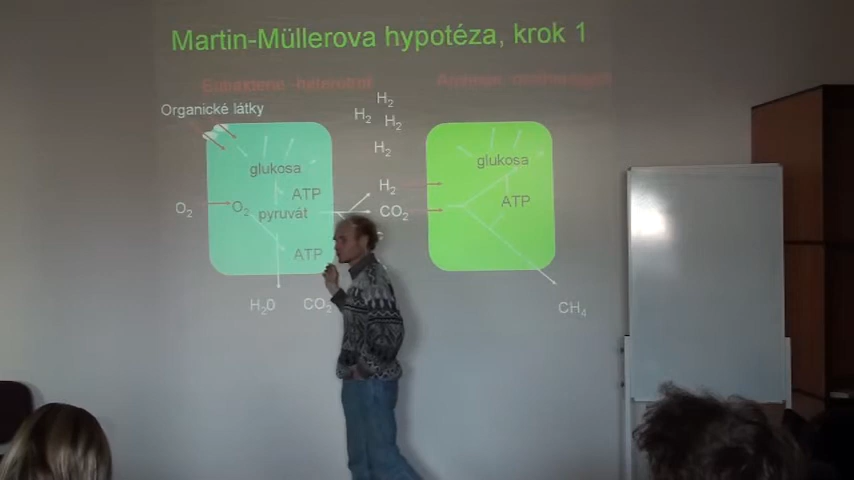 Martin-Müllerova hypotéza, krok 1
Organické látky
H₂
H₂
H₂
H₂
glukosa
ATP
O₂
O₂
pyruvát
ATP
H₂
CO₂
H₂0
CO₂
glukosa
ATP
CH₄